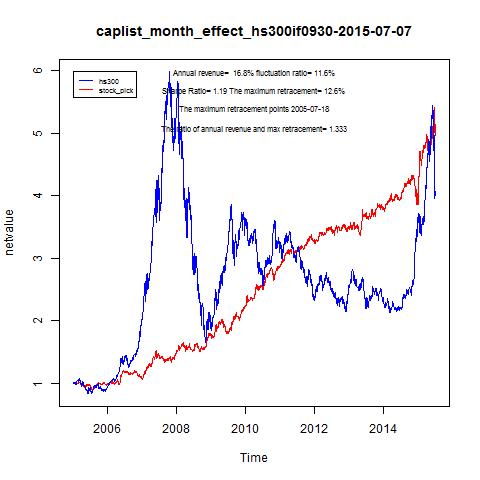 caplist_month_effect_hs300if0930-2015-07-07
Annual revenue= 16.8% fluctuation ratio= 11.6%
Sharpe Ratio= 1.19 The maximum retracement= 12.6%
The maximum retracement points 2005-07-18
The ratio of annual revenue and max retracement= 1.333
hs300
stock_pick
6
5
4
3
2
1
netvalue
2006 2008 2010 2012 2014
Time